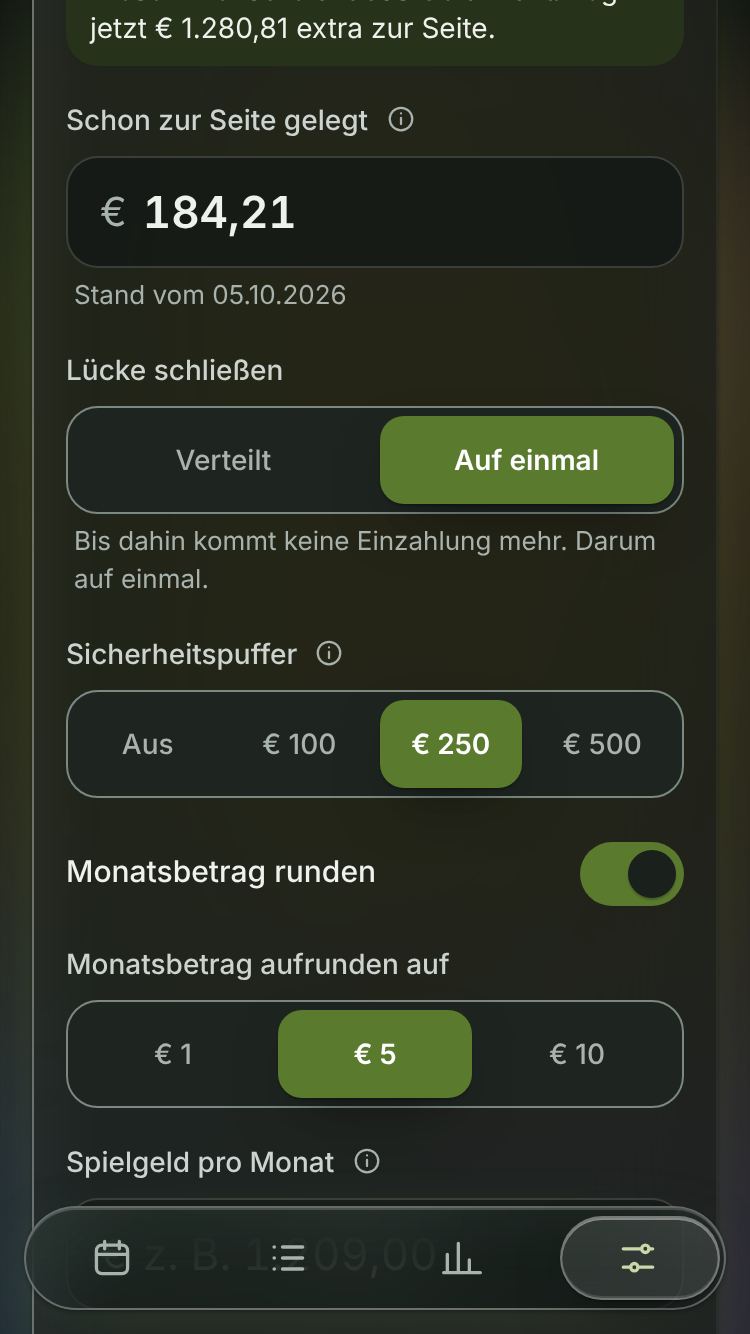 jetzt € 1.280,81 extra zur Seite.
Schon zur Seite gelegt
€ 184,21
Stand vom 05.10.2026
Lücke schließen
Verteilt Auf einmal
Bis dahin kommt keine Einzahlung mehr. Darum
auf einmal.
Sicherheitspuffer
Aus € 100 € 250 € 500
Monatsbetrag runden
Monatsbetrag aufrunden auf
€ 1 € 5 € 10
Spielgeld pro Monat
z. B.